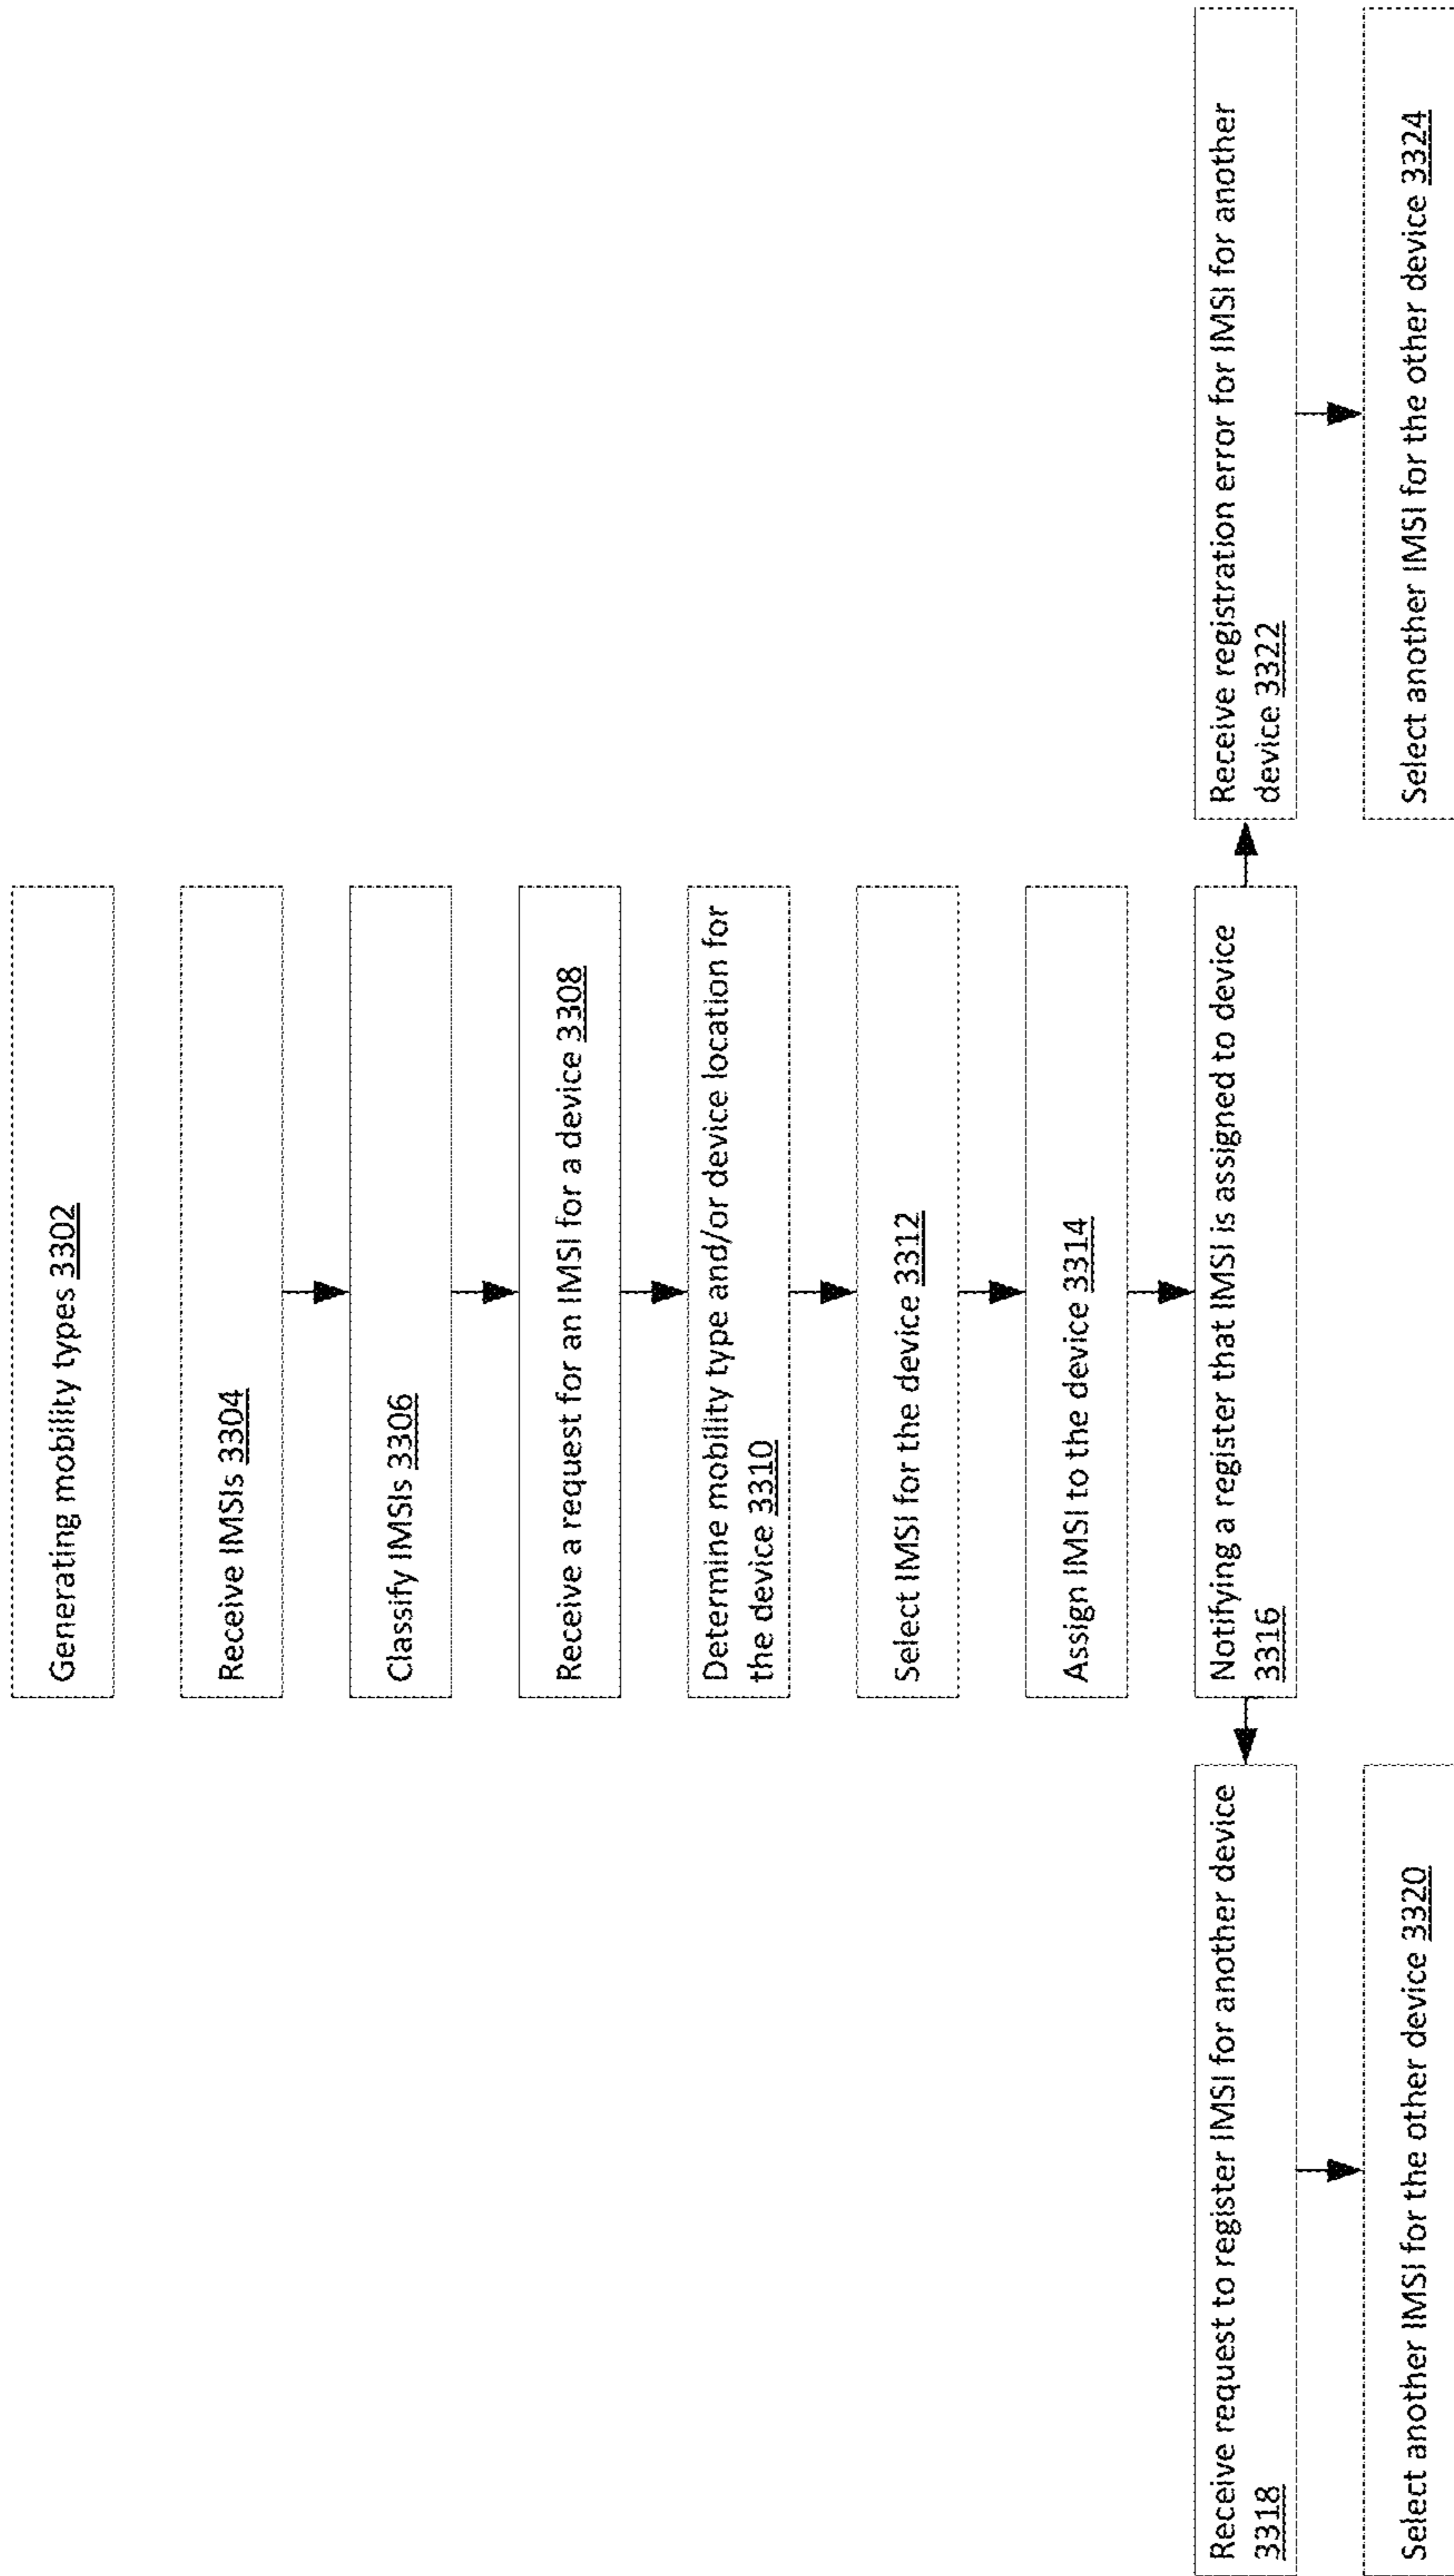 Generating mobility types 3302
Receive IMSIs 3304
Classify IMSIs 3306
Receive a request for an IMSI for a device 3308
Determine mobility type and/or device location for
the device 3310
Select IMSI for the device 3312
Assign IMSI to the device 3314
Notifying a register that IMSI is assigned to device
3316
Receive request to register IMSI for another device
3318
Select another IMSI for the other device 3320
Receive registration error for IMSI for another
device 3322
Select another IMSI for the other device 3324